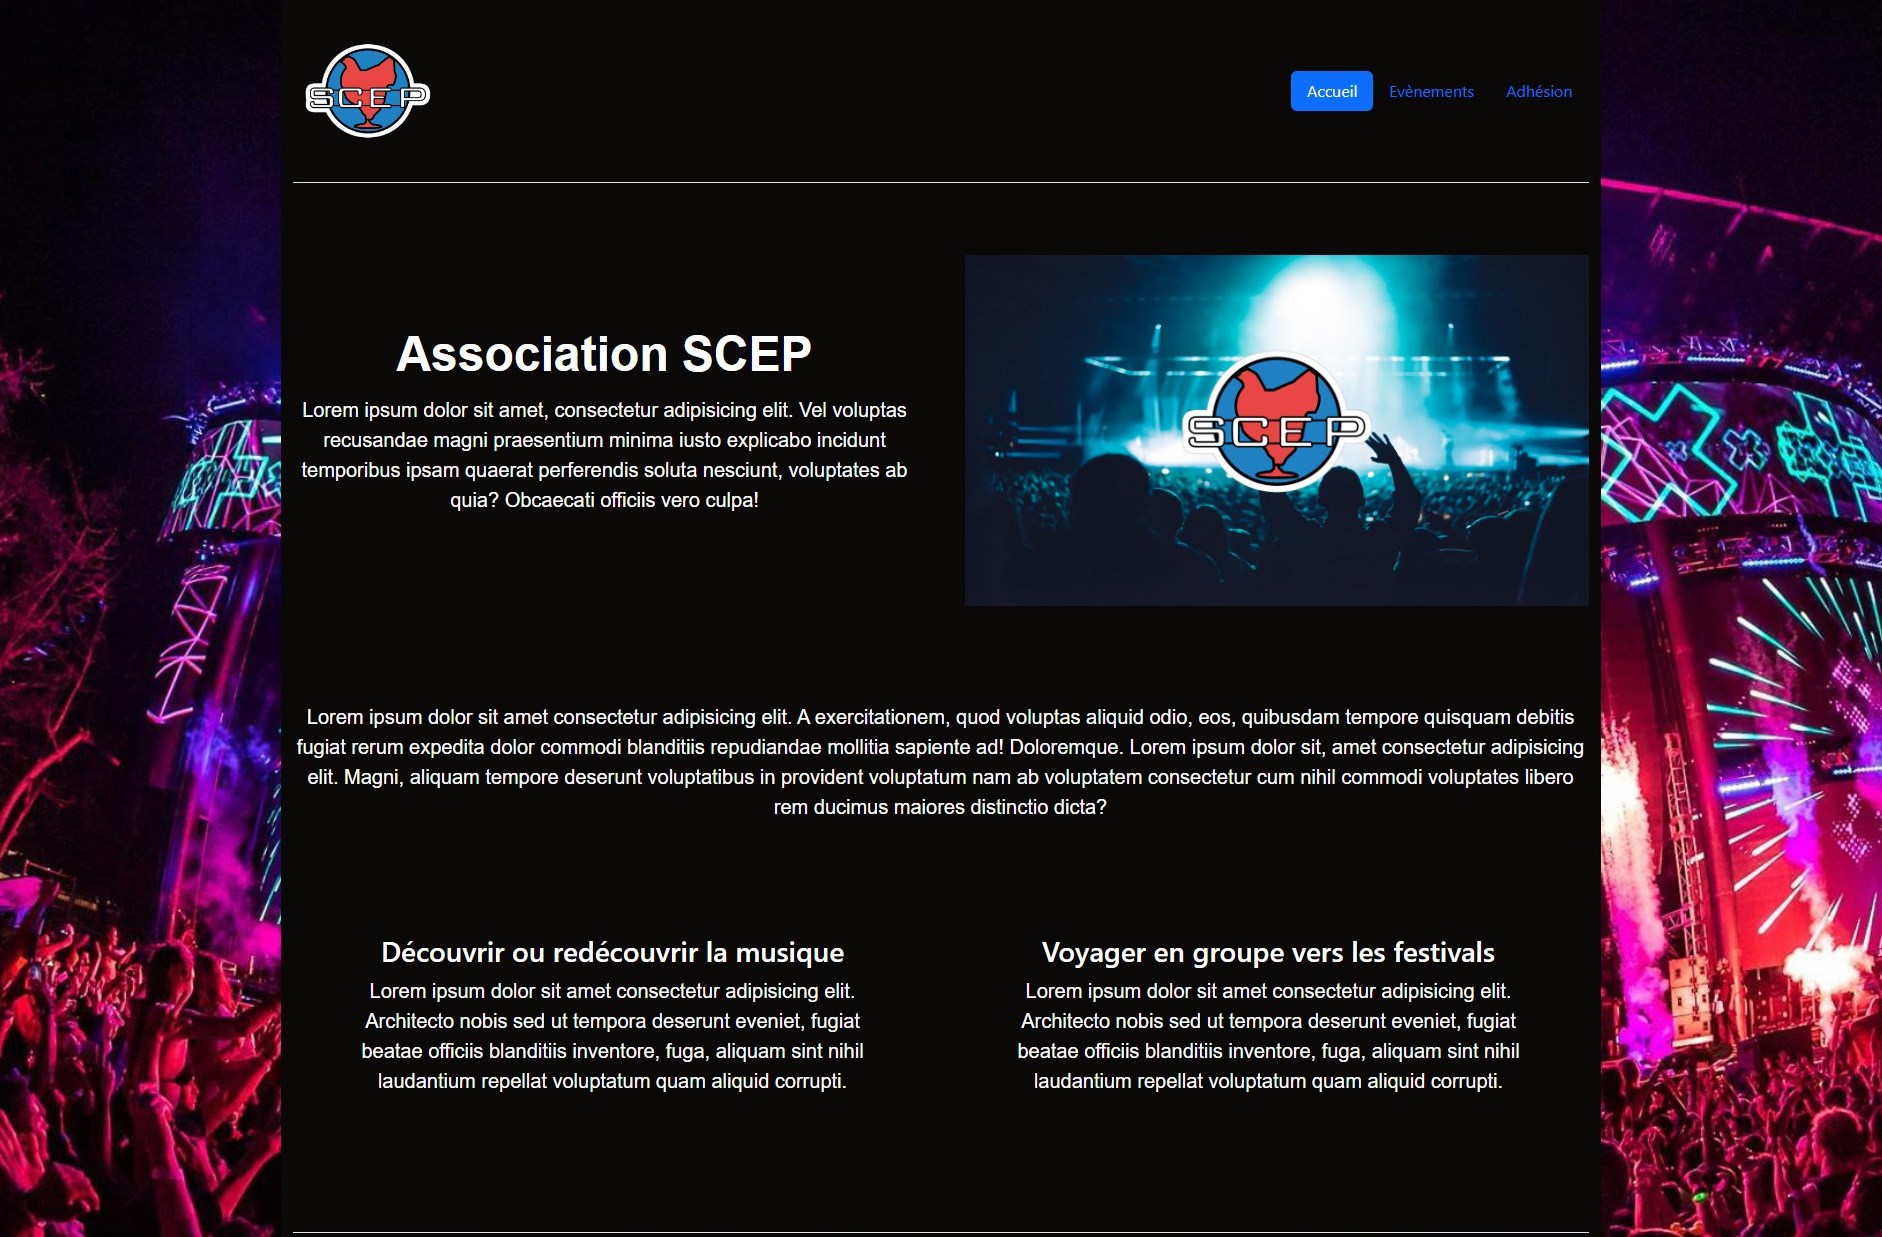 SCEP
Accueil
Evènements
Adhésion
Association SCEP
Lorem ipsum dolor sit amet, consectetur adipisicing elit. Vel voluptas
recusandae magni praesentium minima iusto explicabo incidunt
temporibus ipsam quaerat perferendis soluta nesciunt, voluptates ab
quia? Obcaecati officiis vero culpa!
SCEP
Lorem ipsum dolor sit amet consectetur adipisicing elit. A exercitationem, quod voluptas aliquid odio, eos, quibusdam tempore quisquam debitis
fugiat rerum expedita dolor commodi blanditiis repudiandae mollitia sapiente ad! Doloremque. Lorem ipsum dolor sit, amet consectetur adipisicing
elit. Magni, aliquam tempore deserunt voluptatibus in provident voluptatum nam ab voluptatem consectetur cum nihil commodi voluptates libero
rem ducimus maiores distinctio dicta?
Découvrir ou redécouvrir la musique
Lorem ipsum dolor sit amet consectetur adipisicing elit.
Architecto nobis sed ut tempora deserunt eveniet, fugiat
beatae officiis blanditiis inventore, fuga, aliquam sint nihil
laudantium repellat voluptatum quam aliquid corrupti.
Voyager en groupe vers les festivals
Lorem ipsum dolor sit amet consectetur adipisicing elit.
Architecto nobis sed ut tempora deserunt eveniet, fugiat
beatae officiis blanditiis inventore, fuga, aliquam sint nihil
laudantium repellat voluptatum quam aliquid corrupti.